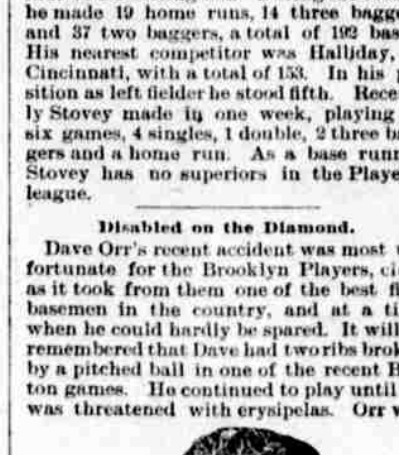 he made 19 home runs, 14 three bagge
and 37 two baggers, a total of 192 bas
His nearest competitor was Halliday,
Cincinnati, with a total of 153. In his p
sition as left fielder he stood fifth. Rece
ly Stovey made in one week, playing
six games, 4 singles, 1 double, 2 three ba
gers and a home run. As a base runn
Stovey has no superiors in the Playe
league.
Disabled on the Diamond.
Dave Orr's recent accident was most u
fortunate for the Brooklyn Players, cl
as it took from them one of the best fi
basemen in the country, and at a ti
when he could hardly be spared. It will
remembered that Dave had two ribs brok
by a pitched ball in one of the recent B
ton games. He continued to play until
was threatened with erysipelas. Orr w